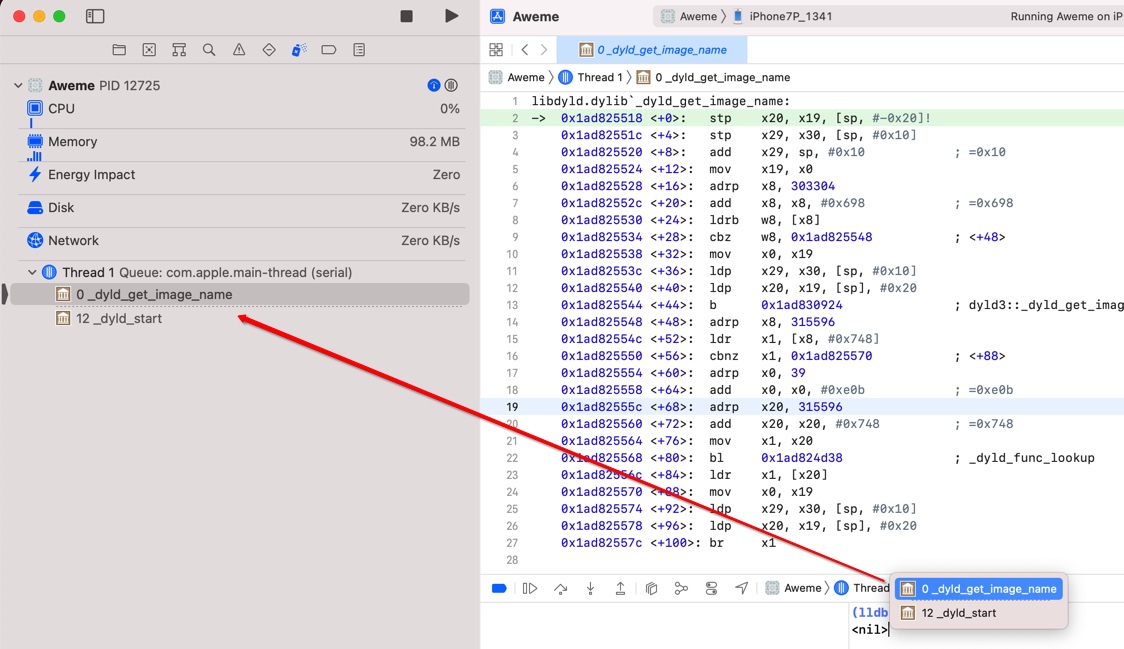 Aweme PID 12725
CPU 0%
Memory 98.2 MB
Energy Impact Zero
Disk Zero KB/s
Network Zero KB/s
Thread 1 Queue: com.apple.main-thread (serial)
0 _dyld_get_image_name
12 _dyld_start
Aweme
Aweme 〉 iPhone7P_1341
Running Aweme on iP
0 _dyld_get_image_name
Aweme 〉 Thread 1 〉 0 _dyld_get_image_name
1 libdyld.dylib`_dyld_get_image_name:
2 -> 0x1ad825518 <+0>: stp x20, x19, [sp, #-0x20]!
3 0x1ad82551c <+4>: stp x29, x30, [sp, #0x10]
4 0x1ad825520 <+8>: add x29, sp, #0x10 ; =0x10
5 0x1ad825524 <+12>: mov x19, x0
6 0x1ad825528 <+16>: adrp x8, 303304
7 0x1ad82552c <+20>: add x8, x8, #0x698 ; =0x698
8 0x1ad825530 <+24>: ldrb w8, [x8]
9 0x1ad825534 <+28>: cbz w8, 0x1ad825548 ; <+48>
10 0x1ad825538 <+32>: mov x0, x19
11 0x1ad82553c <+36>: ldp x29, x30, [sp, #0x10]
12 0x1ad825540 <+40>: ldp x20, x19, [sp], #0x20
13 0x1ad825544 <+44>: b 0x1ad830924 ; dyld3::_dyld_get_imag
14 0x1ad825548 <+48>: adrp x8, 315596
15 0x1ad82554c <+52>: ldr x1, [x8, #0x748]
16 0x1ad825550 <+56>: cbnz x1, 0x1ad825570 ; <+88>
17 0x1ad825554 <+60>: adrp x0, 39
18 0x1ad825558 <+64>: add x0, x0, #0xe0b ; =0xe0b
19 0x1ad82555c <+68>: adrp x20, 315596
20 0x1ad825560 <+72>: add x20, x20, #0x748 ; =0x748
21 0x1ad825564 <+76>: mov x1, x20
22 0x1ad825568 <+80>: bl 0x1ad824d38 ; _dyld_func_lookup
23 0x1ad82556c <+84>: ldr x1, [x20]
24 0x1ad825570 <+88>: mov x0, x19
25 0x1ad825574 <+92>: ldp x29, x30, [sp, #0x10]
26 0x1ad825578 <+96>: ldp x20, x19, [sp], #0x20
27 0x1ad82557c <+100>: br x1
28
Aweme 〉 Thread
0 _dyld_get_image_name
12 _dyld_start
(lldb
<nil>